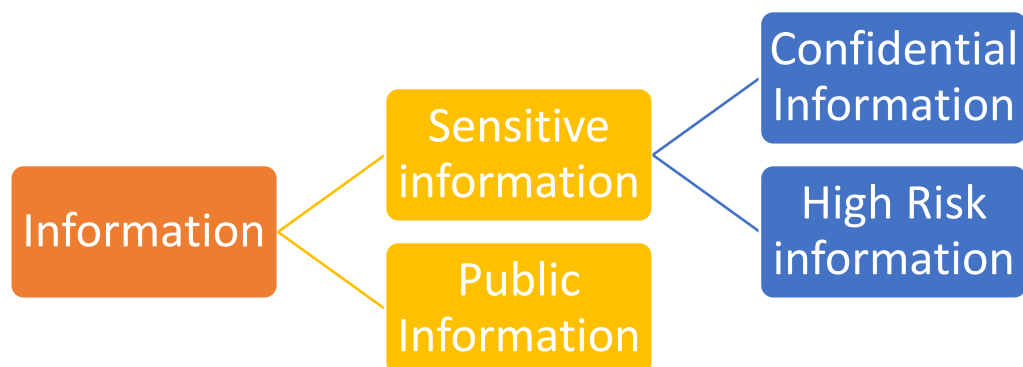 Information
Sensitive
information
Public
Information
Confidential
Information
High Risk
information